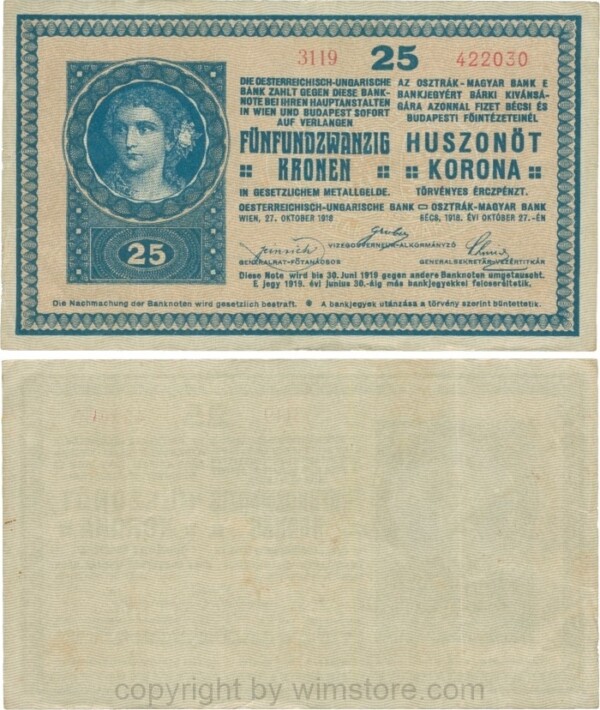 3119 25 422030
DIE OESTERREICHISCH-UNGARISCHE
BANK ZAHLT GEGEN DIESE BANK-
NOTE BEI IHREN HAUPTANSTALTEN
IN WIEN UND BUDAPEST SOFORT
AUF VERLANGEN
FÜNFUNDZWANZIG
KRONEN
IN GESETZLICHEM METALLGELDE.
AZ OSZTRÁK-MAGYAR BANK E
BANKJEGYÉRT BÁRKI KIVÁNSÁ-
GÁRA AZONNAL FIZET BÉCSI ÉS
BUDAPESTI FŐINTÉZETEINÉL
HUSZONÖT
KORONA
TÖRVÉNYES ÉRCZPÉNZT.
OESTERREICHISCH-UNGARISCHE BANK OSZTRÁK-MAGYAR BANK
WIEN, 27. OKTOBER 1918 BÉCS, 1918. ÉVI OKTÓBER 27.-ÉN
Gruber
VIZEGOUVERNEUR-ALKORMÁNYZÓ
GENERALRAT-FŐTANÁCSOS
GENERALSEKRETÄR-VEZÉRTITKÁR
Diese Note wird bis 30. Juni 1919 gegen andere Banknoten umgetauscht.
E jegy 1919. évi junius 30.-áig más bankjegyekkel felcseréltetik.
25
Die Nachmachung der Banknoten wird gesetzlich bestraft. A bankjegyek utánzása a törvény szerint büntettetik.
copyright by wimstore.com